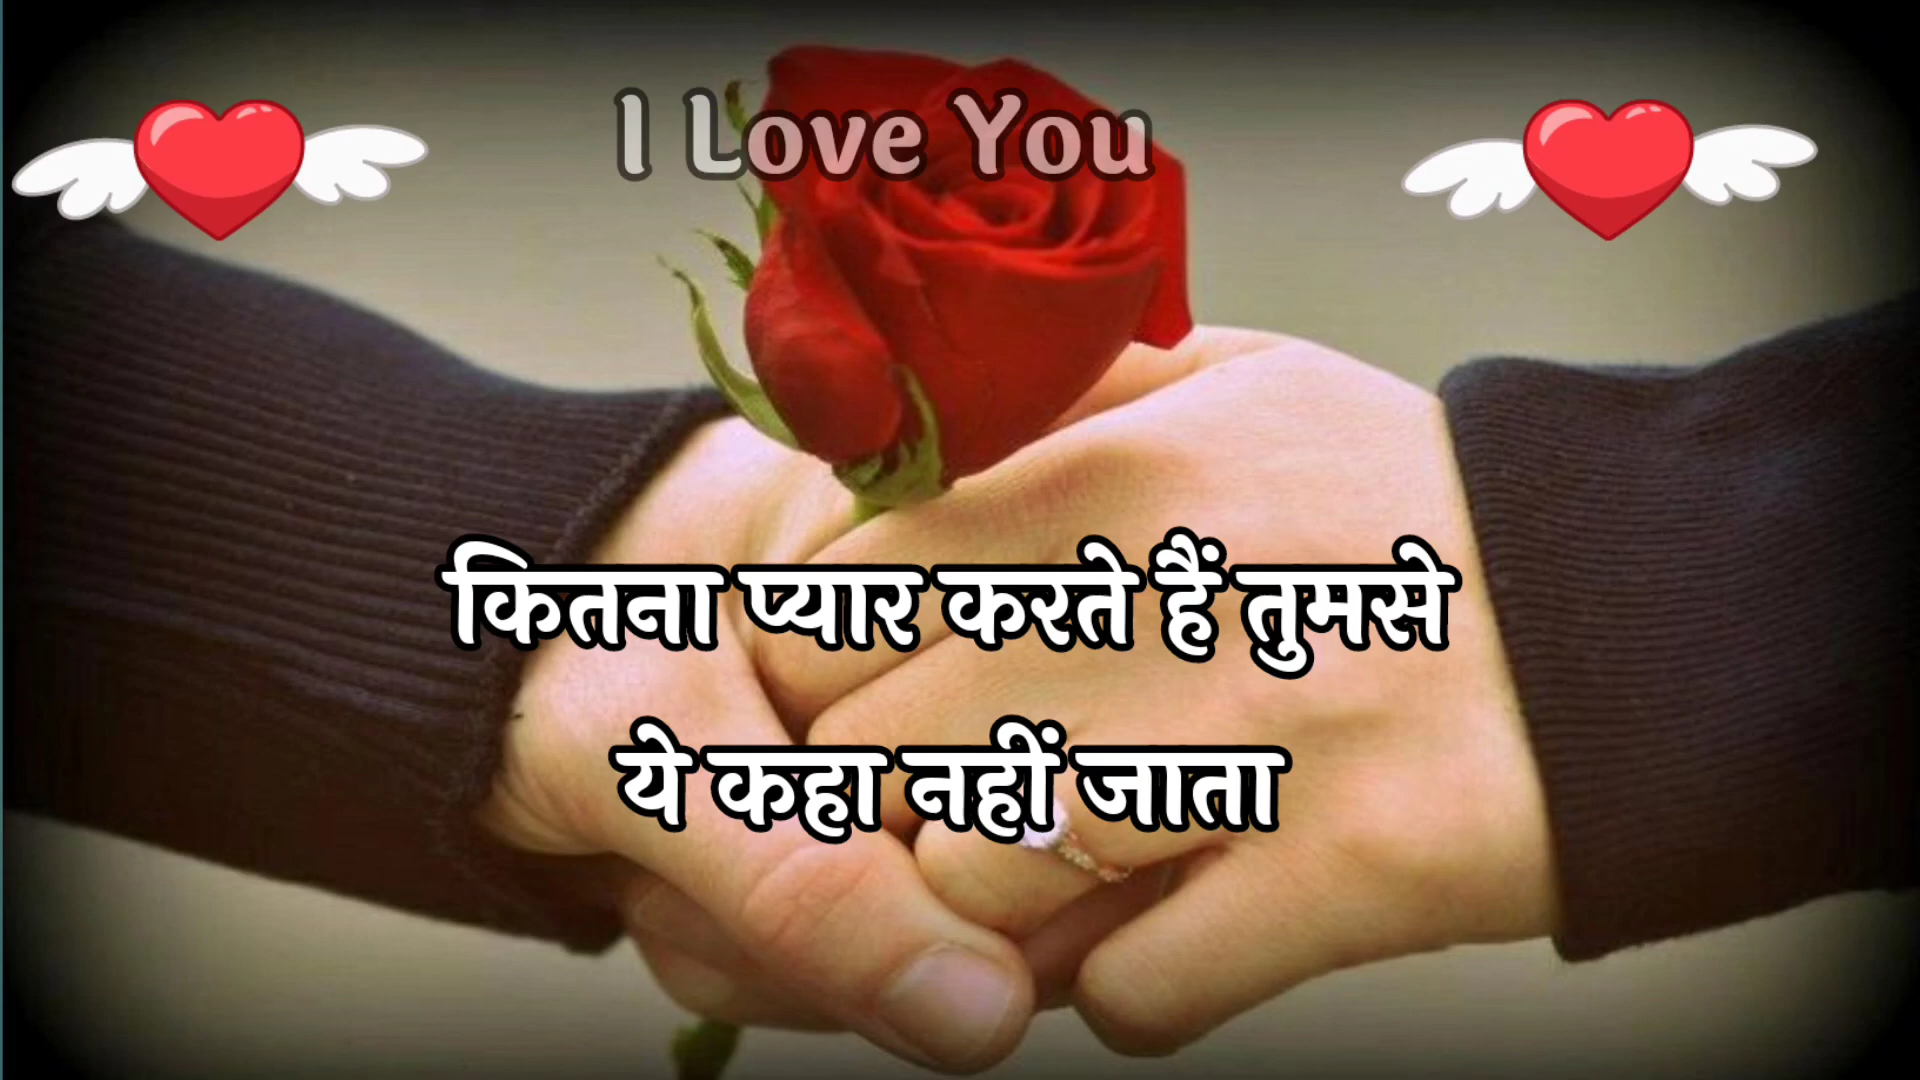 I Love You
कितना प्यार करते हैं तुमसे
ये कहा नहीं जाता